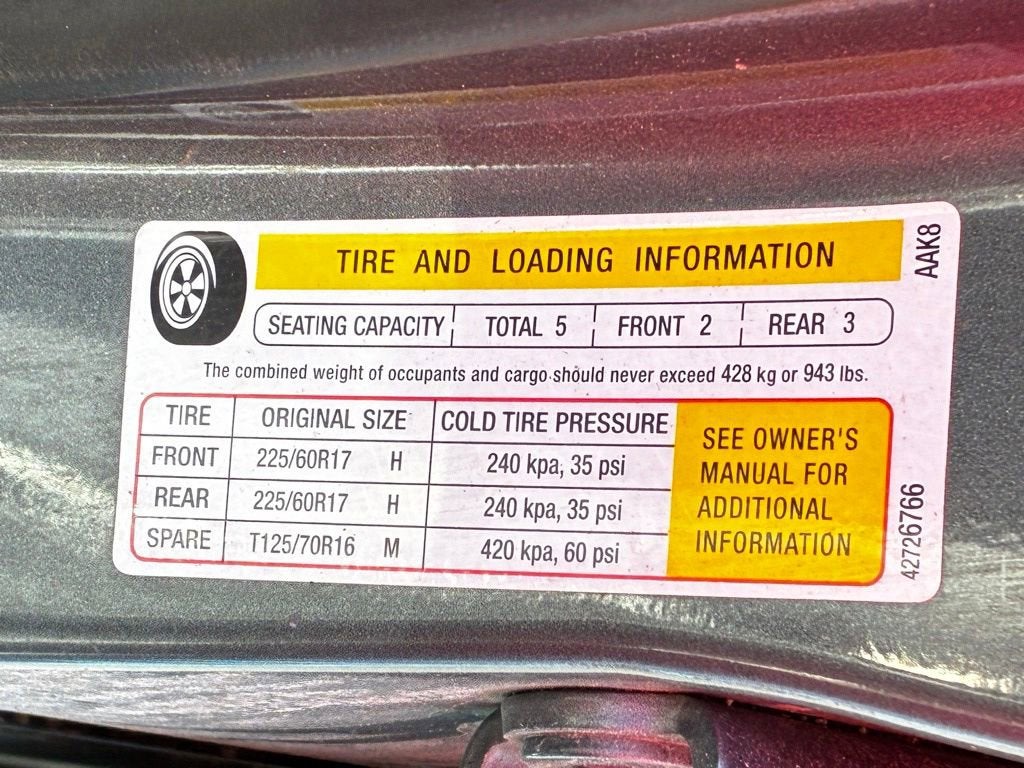 TIRE AND LOADING INFORMATION
AAK8
SEATING CAPACITY TOTAL 5 FRONT 2 REAR 3
The combined weight of occupants and cargo should never exceed 428 kg or 943 lbs.
TIRE ORIGINAL SIZE COLD TIRE PRESSURE
FRONT 225/60R17 H 240 kpa, 35 psi
REAR 225/60R17 H 240 kpa, 35 psi
SPARE T125/70R16 M 420 kpa, 60 psi
SEE OWNER'S
MANUAL FOR
ADDITIONAL
INFORMATION
42726766